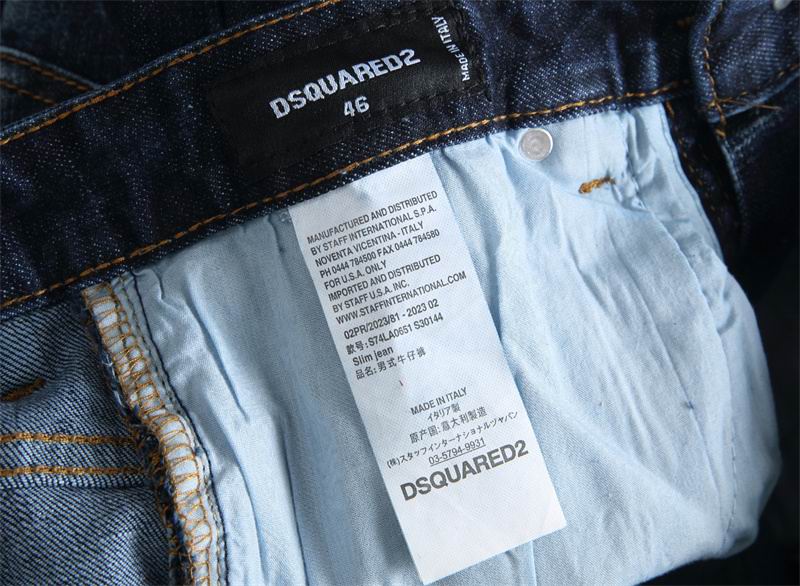 DSQUARED2
46
MADE IN ITALY
MANUFACTURED AND DISTRIBUTED
BY STAFF INTERNATIONAL S.P.A.
NOVENTA VICENTINA - ITALY
PH 0444 784500 FAX 0444 784580
FOR U.S.A. ONLY
IMPORTED AND DISTRIBUTED
BY STAFF U.S.A. INC.
WWW.STAFFINTERNATIONAL.COM
02PR/2023/81 - 2023 02
款号:S74LA0651 S30144
Slim jean
品名:男式牛仔裤
MADE IN ITALY
イタリア製
原产国:意大利製造
(株)スタッフインターナショナル・ジャパン
03-5794-9931
DSQUARED2